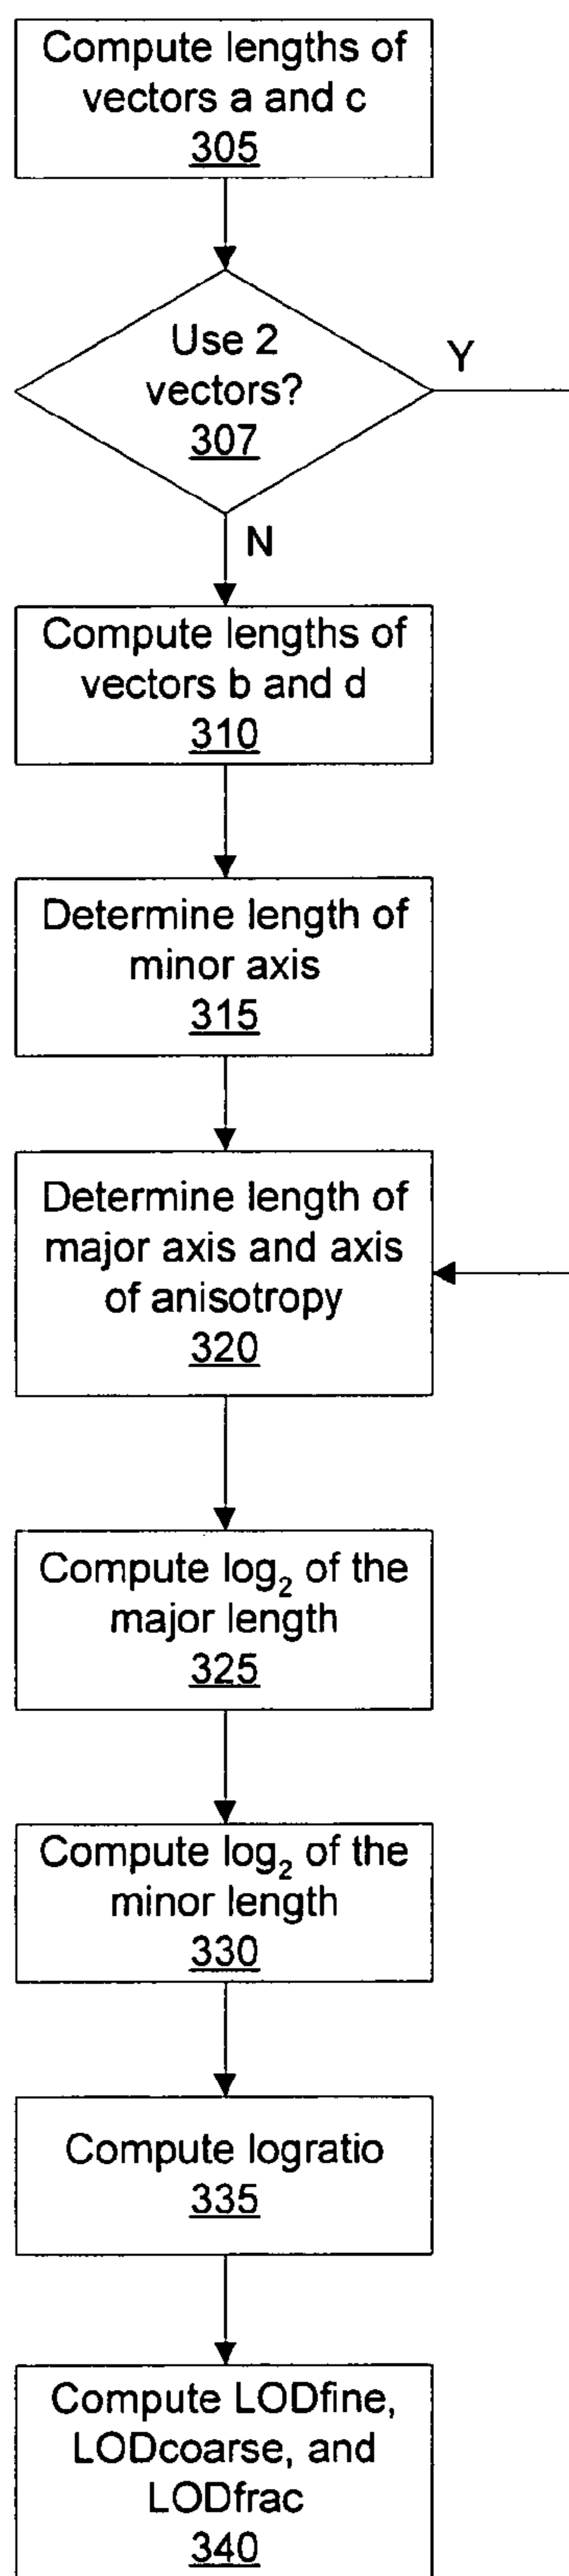 Compute lengths of
vectors a and c
305
Use 2
vectors?
307
Y
N
Compute lengths of
vectors b and d
310
Determine length of
minor axis
315
Determine length of
major axis and axis
of anisotropy
320
Compute log₂ of the
major length
325
Compute log₂ of the
minor length
330
Compute logratio
335
Compute LODfine,
LODcoarse, and
LODfrac
340